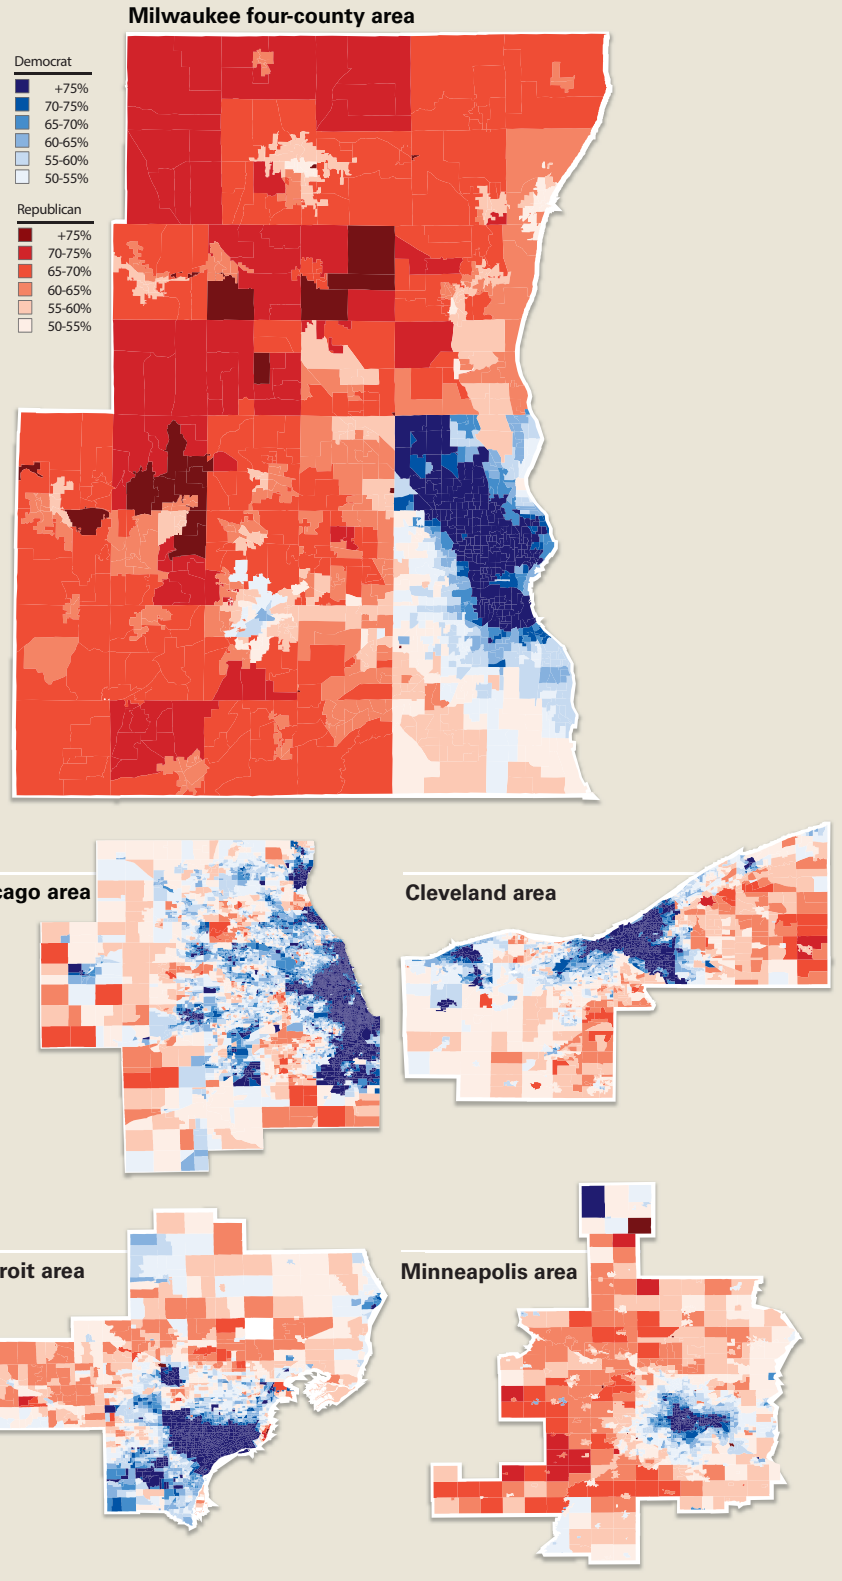 Milwaukee four-county area
Democrat
+75%
70-75%
65-70%
60-65%
55-60%
50-55%
Republican
+75%
70-75%
65-70%
60-65%
55-60%
50-55%
cago area
Cleveland area
roit area
Minneapolis area